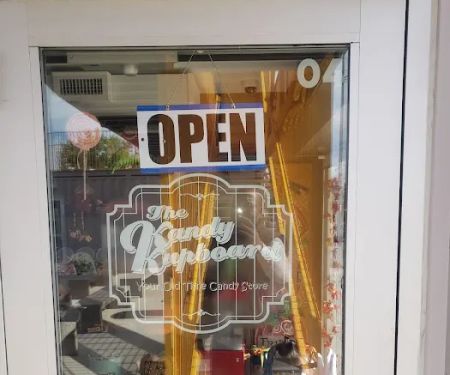 OPEN
The
Kandy
Kupboard
Your Old Time Candy Store